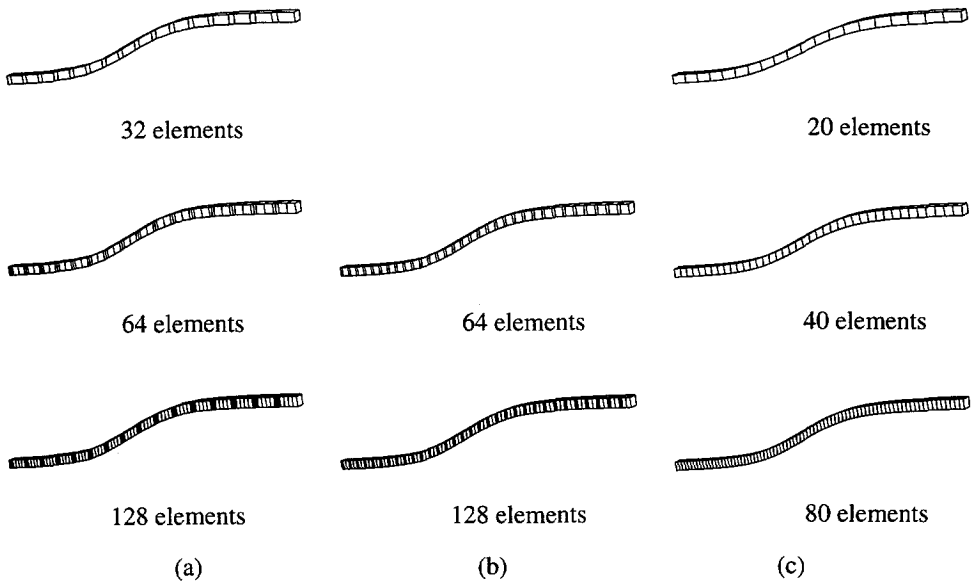 32 elements
20 elements
64 elements
64 elements
40 elements
128 elements
128 elements
80 elements
(a)
(b)
(c)